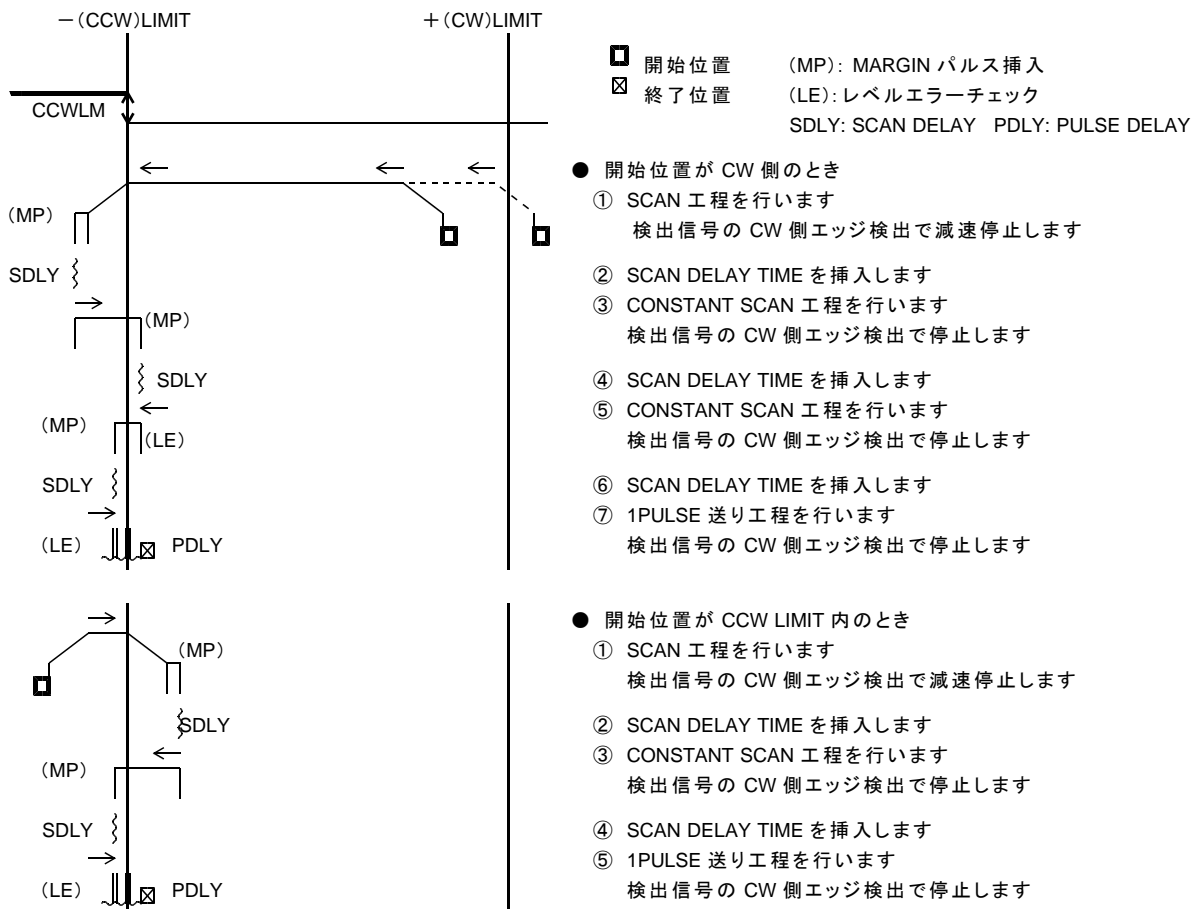 －(CCW)LIMIT
＋(CW)LIMIT
CCWLM
開始位置 (MP): MARGIN パルス挿入
終了位置 (LE):レベルエラーチェック
SDLY: SCAN DELAY PDLY: PULSE DELAY
(MP)
SDLY
(MP)
SDLY
(MP)
(LE)
SDLY
(LE)
PDLY
● 開始位置が CW 側のとき
① SCAN 工程を行います
検出信号の CW 側エッジ検出で減速停止します
② SCAN DELAY TIME を挿入します
③ CONSTANT SCAN 工程を行います
検出信号の CW 側エッジ検出で停止します
④ SCAN DELAY TIME を挿入します
⑤ CONSTANT SCAN 工程を行います
検出信号の CW 側エッジ検出で停止します
⑥ SCAN DELAY TIME を挿入します
⑦ 1PULSE 送り工程を行います
検出信号の CW 側エッジ検出で停止します
(MP)
SDLY
(MP)
SDLY
(LE)
PDLY
● 開始位置が CCW LIMIT 内のとき
① SCAN 工程を行います
検出信号の CW 側エッジ検出で減速停止します
② SCAN DELAY TIME を挿入します
③ CONSTANT SCAN 工程を行います
検出信号の CW 側エッジ検出で停止します
④ SCAN DELAY TIME を挿入します
⑤ 1PULSE 送り工程を行います
検出信号の CW 側エッジ検出で停止します